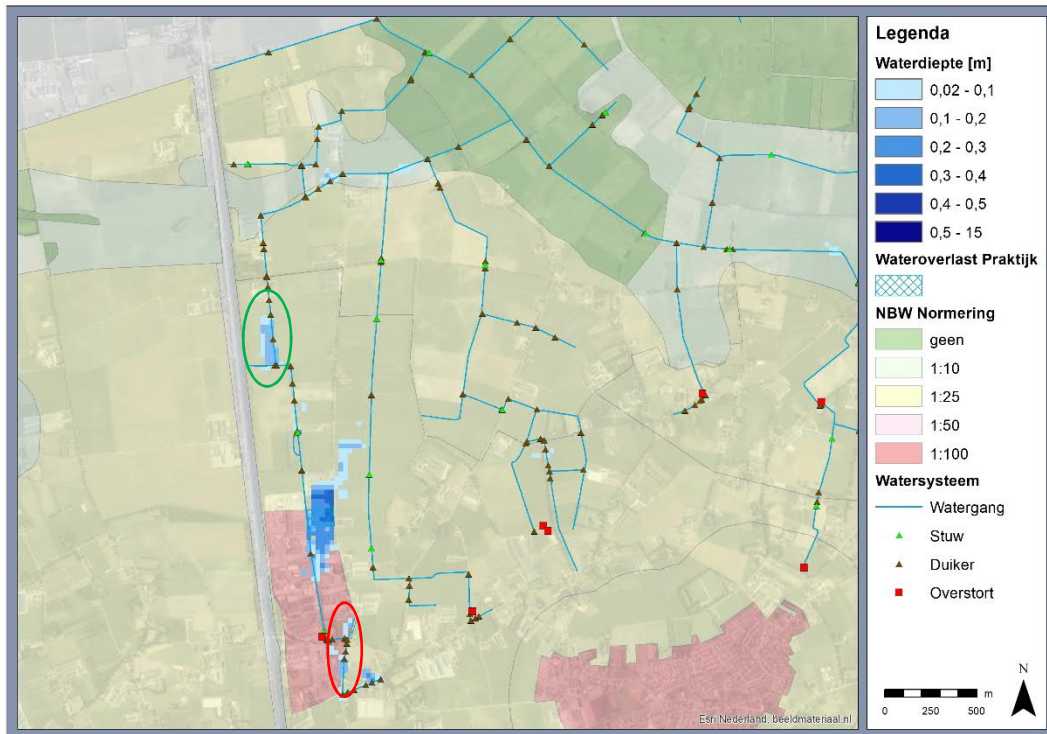 Legenda
Waterdiepte [m]
0,02 - 0,1
0,1 - 0,2
0,2 - 0,3
0,3 - 0,4
0,4 - 0,5
0,5 - 15
Wateroverlast Praktijk
NBW Normering
geen
1:10
1:25
1:50
1:100
Watersysteem
Watergang
Stuw
Duiker
Overstort
N
m
0 250 500
Esri Nederland, beeldmateriaal.nl